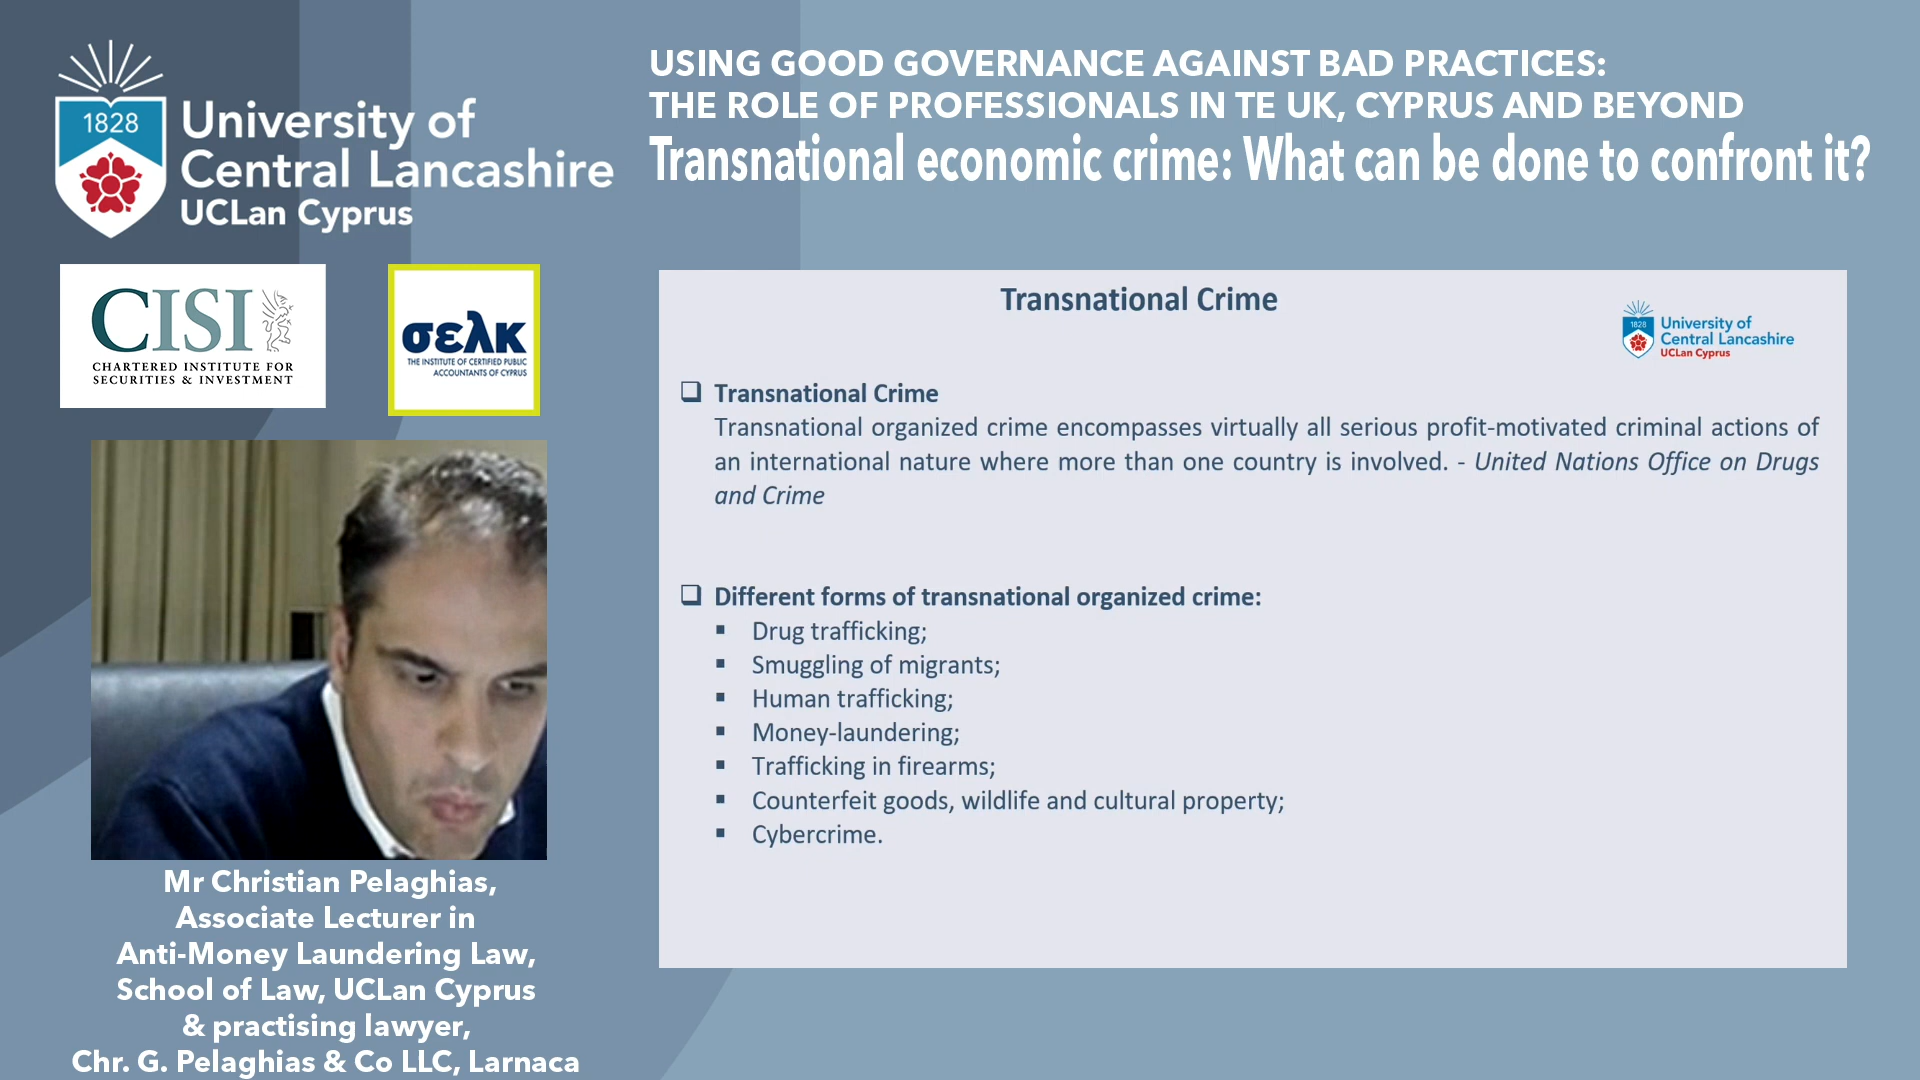 1828
University of
Central Lancashire
UCLan Cyprus
USING GOOD GOVERNANCE AGAINST BAD PRACTICES:
THE ROLE OF PROFESSIONALS IN TE UK, CYPRUS AND BEYOND
Transnational economic crime: What can be done to confront it?
CISI
CHARTERED INSTITUTE FOR
SECURITIES & INVESTMENT
σελκ
THE INSTITUTE OF CERTIFIED PUBLIC
ACCOUNTANTS OF CYPRUS
Mr Christian Pelaghias,
Associate Lecturer in
Anti-Money Laundering Law,
School of Law, UCLan Cyprus
& practising lawyer,
Chr. G. Pelaghias & Co LLC, Larnaca
Transnational Crime
1828
University of
Central Lancashire
UCLan Cyprus
Transnational Crime
Transnational organized crime encompasses virtually all serious profit-motivated criminal actions of
an international nature where more than one country is involved. - United Nations Office on Drugs
and Crime
Different forms of transnational organized crime:
Drug trafficking;
Smuggling of migrants;
Human trafficking;
Money-laundering;
Trafficking in firearms;
Counterfeit goods, wildlife and cultural property;
Cybercrime.